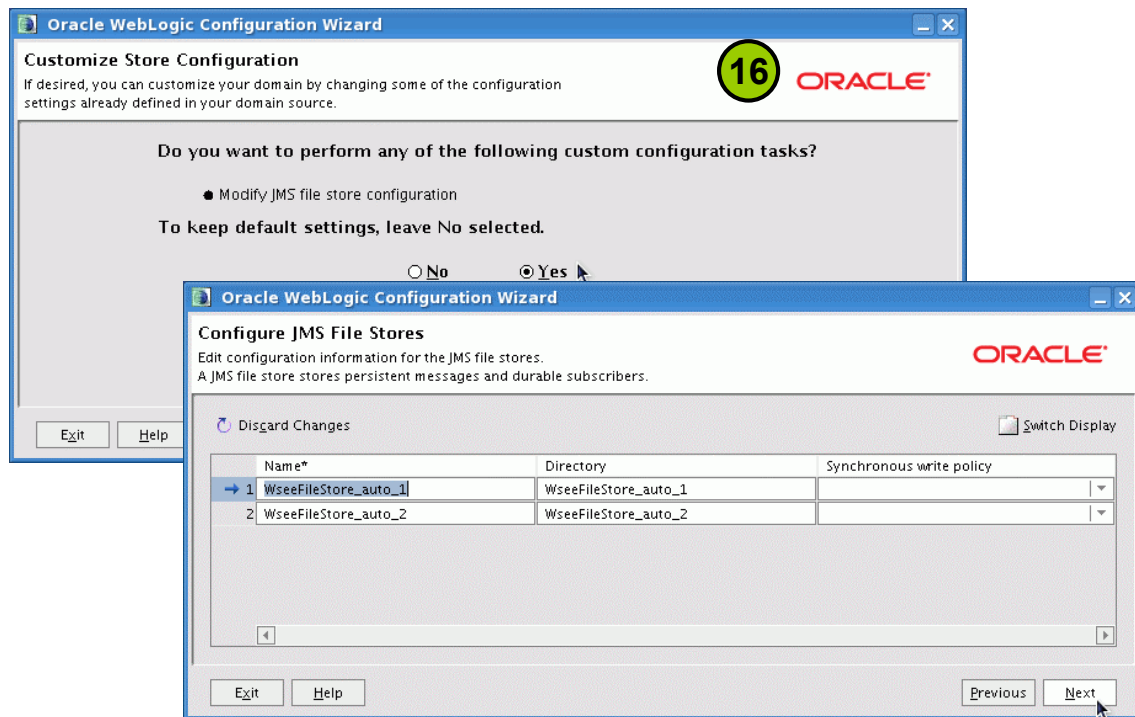 Oracle WebLogic Configuration Wizard
Customize Store Configuration
If desired, you can customize your domain by changing some of the configuration
settings already defined in your domain source.
16
ORACLE
Do you want to perform any of the following custom configuration tasks?
Modify JMS file store configuration
To keep default settings, leave No selected.
No Yes
Exit Help
Oracle WebLogic Configuration Wizard
Configure JMS File Stores
Edit configuration information for the JMS file stores.
A JMS file store stores persistent messages and durable subscribers.
ORACLE
Discard Changes Switch Display
Name* Directory Synchronous write policy
1 WseeFileStore_auto_1 WseeFileStore_auto_1
2 WseeFileStore_auto_2 WseeFileStore_auto_2
Exit Help Previous Next